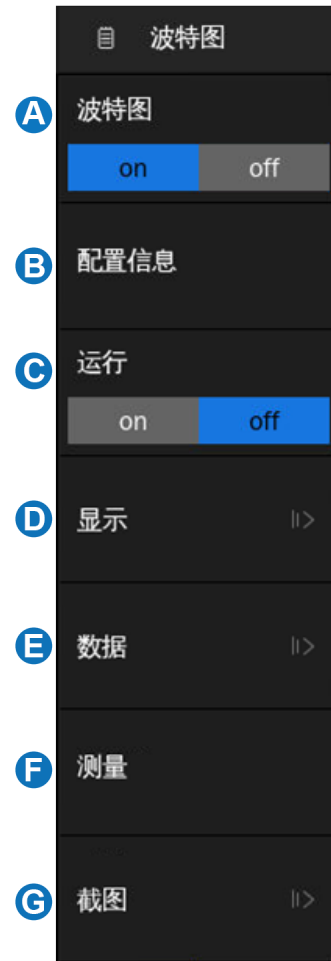 波特图
A 波特图
on off
B 配置信息
C 运行
on off
D 显示
E 数据
F 测量
G 截图